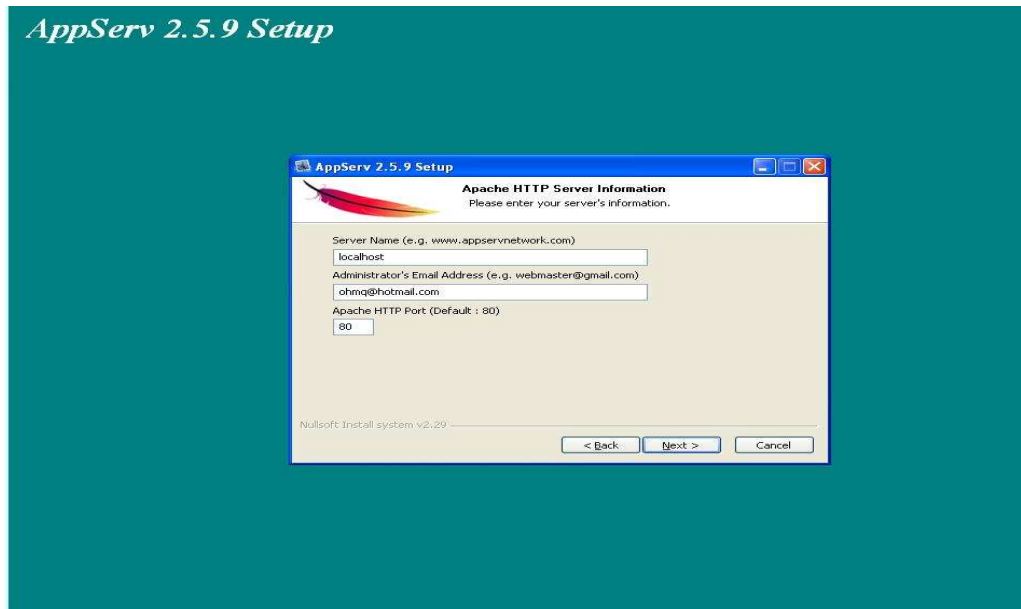 AppServ 2.5.9 Setup
AppServ 2.5.9 Setup
Apache HTTP Server Information
Please enter your server's information.
Server Name (e.g. www.appservnetwork.com)
localhost
Administrator's Email Address (e.g. webmaster@gmail.com)
ohmq@hotmail.com
Apache HTTP Port (Default : 80)
80
Nullsoft Install system v2.29
< Back Next > Cancel